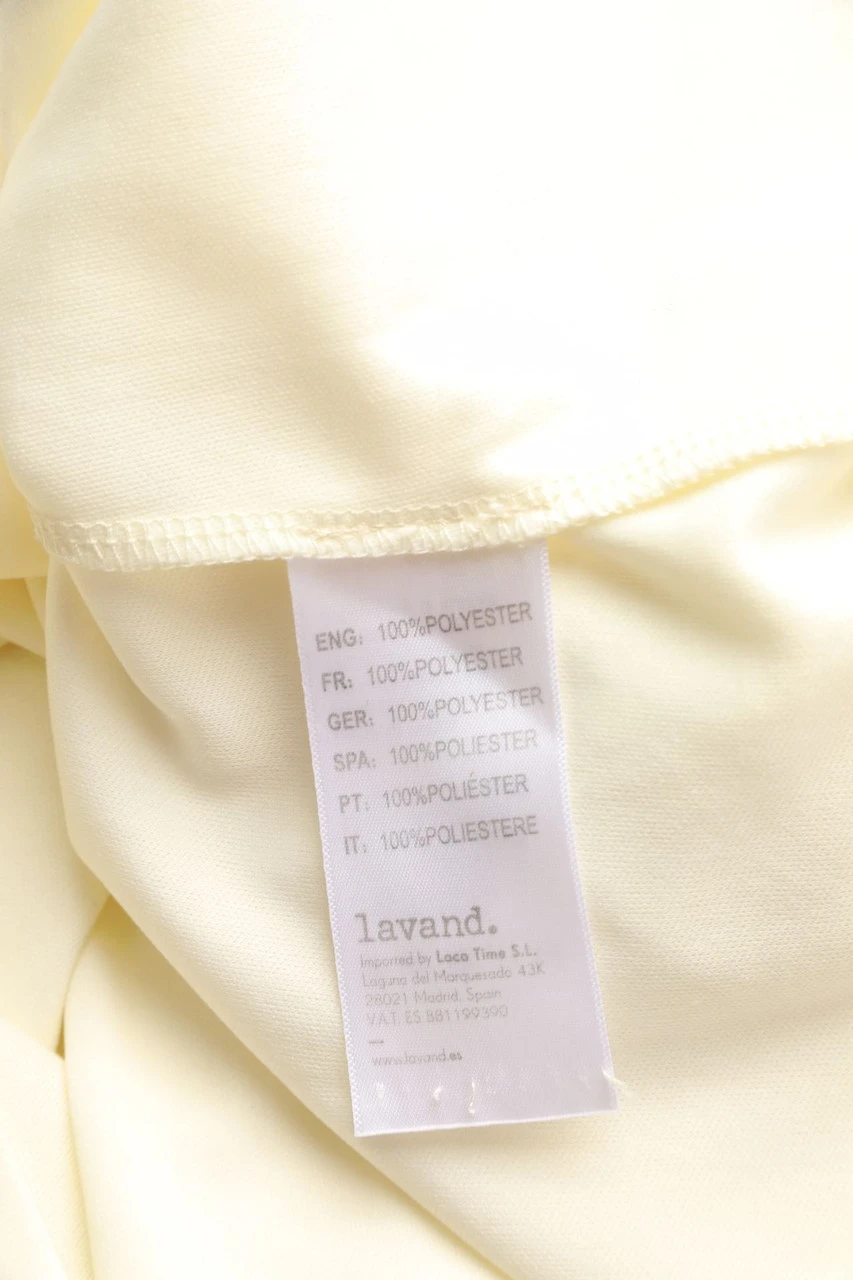 ENG: 100%POLYESTER
FR: 100%POLYESTER
GER: 100%POLYESTER
SPA: 100%POLIESTER
PT: 100%POLIÉSTER
IT: 100%POLIESTERE
lavand.
Imported by Loco Time S.L.
Laguna del Marquesado 43K
28021 Madrid, Spain
V.A.T. ES B81199390
www.lavand.es